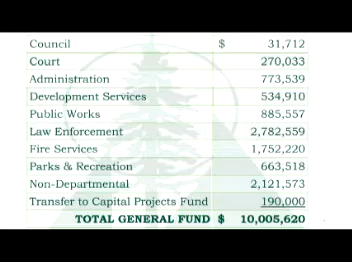 Council $ 31,712
Court 270,033
Administration 773,539
Development Services 534,910
Public Works 885,557
Law Enforcement 2,782,559
Fire Services 1,752,220
Parks & Recreation 663,518
Non-Departmental 2,121,573
Transfer to Capital Projects Fund 190,000
TOTAL GENERAL FUND $ 10,005,620